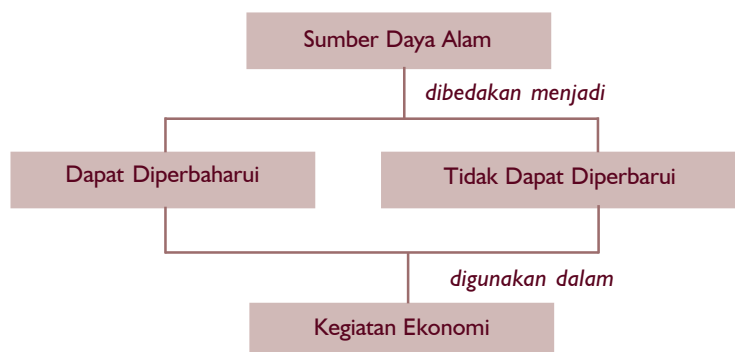 Sumber Daya Alam
dibedakan menjadi
Dapat Diperbaharui
Tidak Dapat Diperbarui
digunakan dalam
Kegiatan Ekonomi